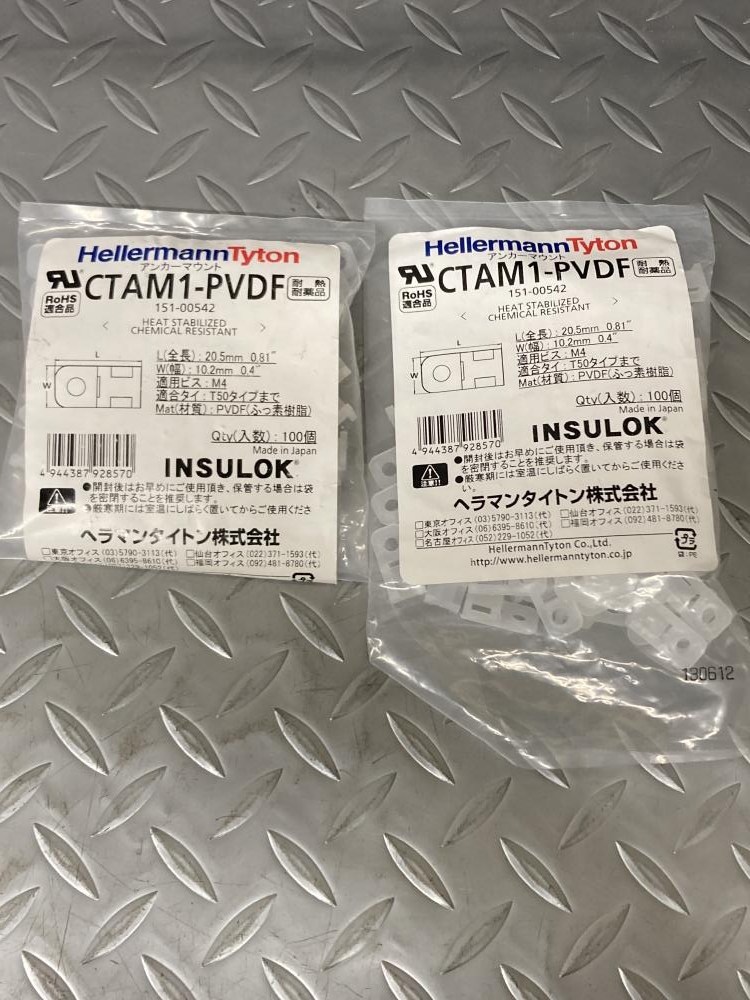 HellermannTyton
アンカーマウント
RU
RoHS
適合品
CTAM1-PVDF
耐熱
耐薬品
151-00542
< HEAT STABILIZED
CHEMICAL RESISTANT >
L
W
L(全長) : 20.5mm 0.81"
W(幅) : 10.2mm 0.4"
適用ビス : M4
適合タイ : T50タイプまで
Mat(材質) : PVDF(ふっ素樹脂)
Qty(入数) : 100個
Made in Japan
4 944387 928570
INSULOK
注意!!
●開封後はお早めにご使用頂き、保管する場合は袋
を密閉することを推奨します。
●厳寒期には室温にしばらく置いてからご使用くださ
ヘラマンタイトン株式会社
□東京オフィス (03)5790-3113(代) □仙台オフィス (022)371-1593(代)
□大阪オフィス (06)6395-8610(代) □福岡オフィス (092)481-8780(代)
HellermannTyton
アンカーマウント
RU
RoHS
適合品
CTAM1-PVDF
耐熱
耐薬品
151-00542
< HEAT STABILIZED
CHEMICAL RESISTANT >
L
W
L(全長) : 20.5mm 0.81"
W(幅) : 10.2mm 0.4"
適用ビス : M4
適合タイ : T50タイプまで
Mat(材質) : PVDF(ふっ素樹脂)
Qty(入数) : 100個
Made in Japan
4 944387 928570
INSULOK
注意!!
●開封後はお早めにご使用頂き、保管する場合は袋
を密閉することを推奨します。
●厳寒期には室温にしばらく置いてからご使用くださ
い。
ヘラマンタイトン株式会社
□東京オフィス (03)5790-3113(代) □仙台オフィス (022)371-1593(代)
□大阪オフィス (06)6395-8610(代) □福岡オフィス (092)481-8780(代)
□名古屋オフィス (052)229-1051(代)
HellermannTyton Co.,Ltd.
http://www.hellermanntyton.co.jp
プラ
袋:PE
130612